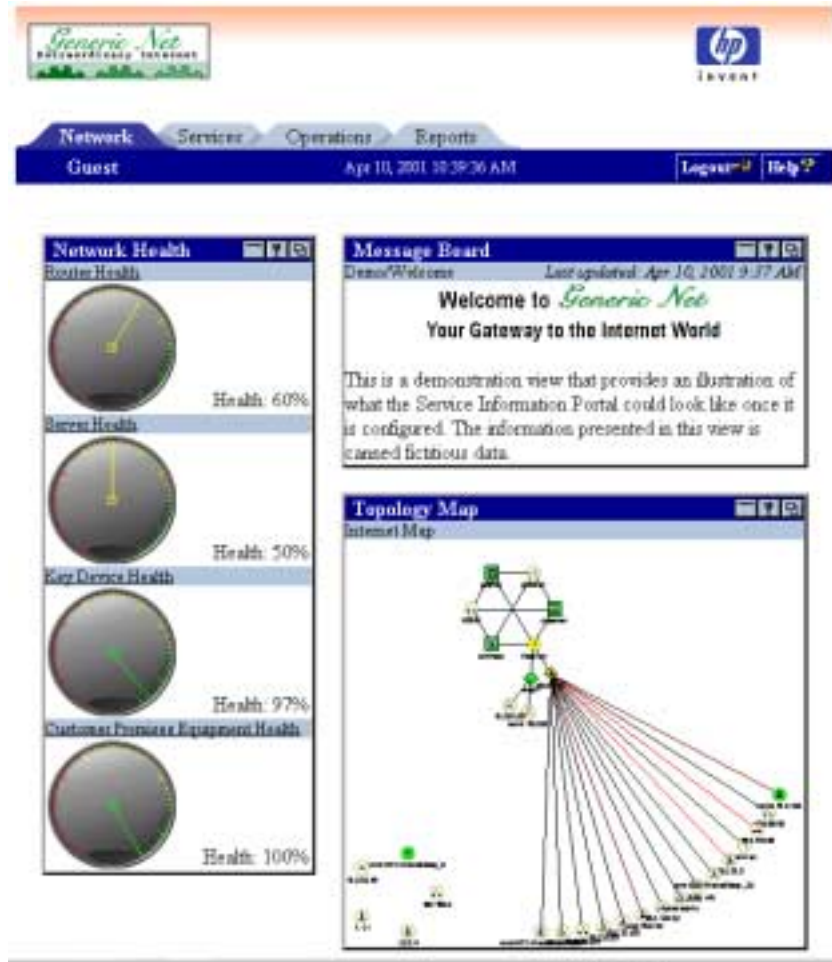 Generic Net
Extraordinary Internet
hp
invent
Network
Services
Operations
Reports
Guest
Apr 10, 2001 10:39:36 AM
Logout
Help
Network Health
Router Health
Health: 60%
Server Health
Health: 50%
Key Device Health
Health: 97%
Customer Premises Equipment Health
Health: 100%
Message Board
Demo/Welcome
Last updated: Apr 10, 2001 9:37 AM
Welcome to Generic Net
Your Gateway to the Internet World
This is a demonstration view that provides an illustration of
what the Service Information Portal could look like once it
is configured. The information presented in this view is
canned fictitious data.
Topology Map
Internet Map